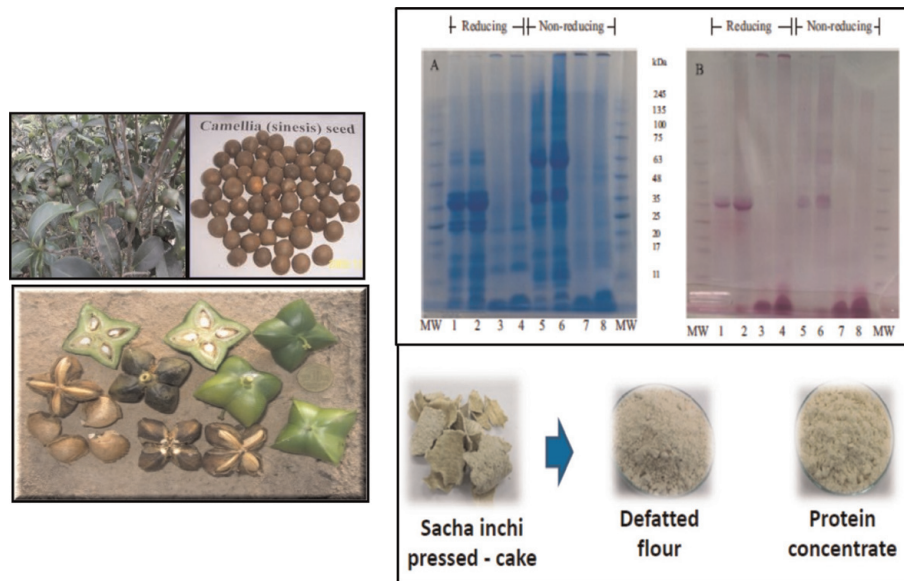 Camellia (sinesis) seed
Reducing Non-reducing
A
kDa
245
135
100
75
63
48
35
25
20
17
11
MW 1 2 3 4 5 6 7 8 MW
Reducing Non-reducing
B
MW 1 2 3 4 5 6 7 8 MW
Sacha inchi
pressed - cake
Defatted
flour
Protein
concentrate